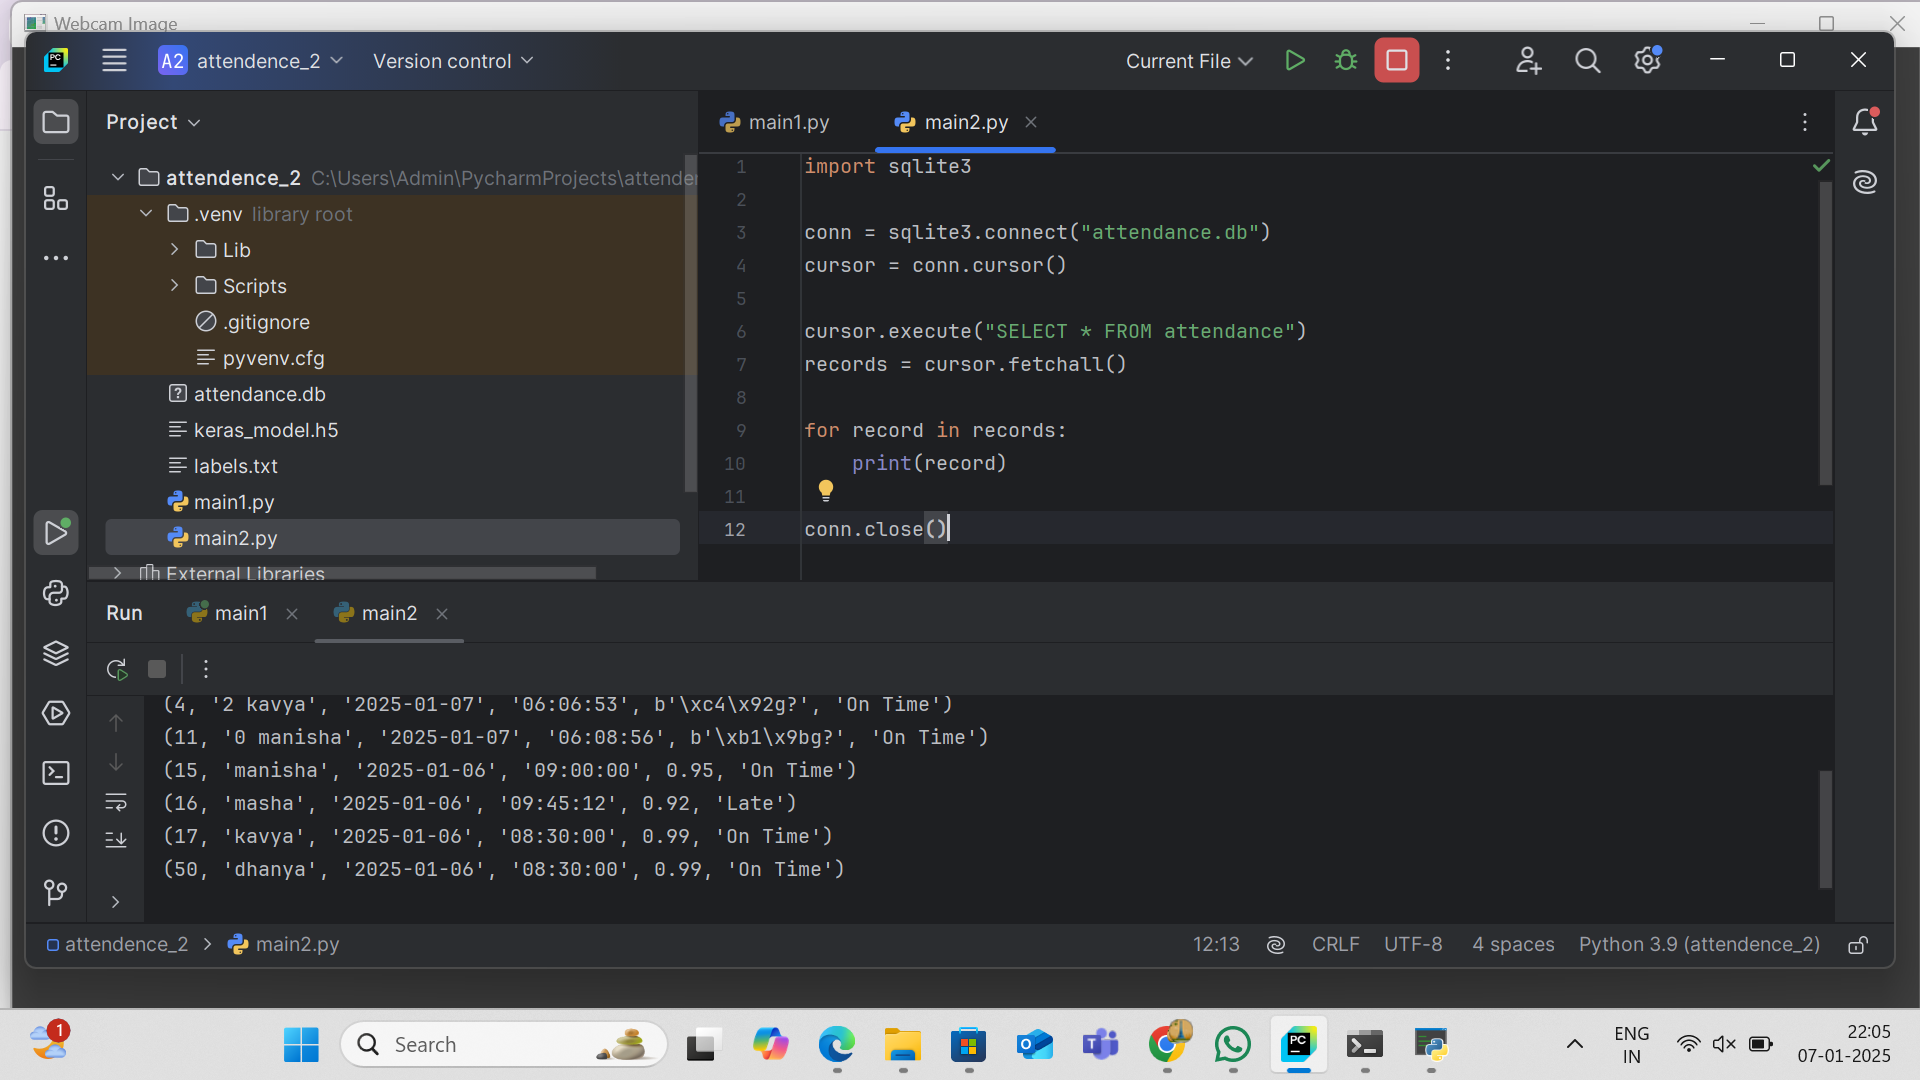 Webcam Image
PC
A2 attendence_2
Version control
Current File
Project
main1.py
main2.py
attendence_2 C:\Users\Admin\PycharmProjects\attende
.venv library root
Lib
Scripts
.gitignore
pyvenv.cfg
attendance.db
keras_model.h5
labels.txt
main1.py
main2.py
External Libraries
1 import sqlite3
2
3 conn = sqlite3.connect("attendance.db")
4 cursor = conn.cursor()
5
6 cursor.execute("SELECT * FROM attendance")
7 records = cursor.fetchall()
8
9 for record in records:
10 print(record)
11
12 conn.close()
Run main1 main2
(4, '2 kavya', '2025-01-07', '06:06:53', b'\xc4\x92g?', 'On Time')
(11, '0 manisha', '2025-01-07', '06:08:56', b'\xb1\x9bg?', 'On Time')
(15, 'manisha', '2025-01-06', '09:00:00', 0.95, 'On Time')
(16, 'masha', '2025-01-06', '09:45:12', 0.92, 'Late')
(17, 'kavya', '2025-01-06', '08:30:00', 0.99, 'On Time')
(50, 'dhanya', '2025-01-06', '08:30:00', 0.99, 'On Time')
attendence_2 > main2.py
12:13 CRLF UTF-8 4 spaces Python 3.9 (attendence_2)
1
Search
PC
ENG
IN
22:05
07-01-2025